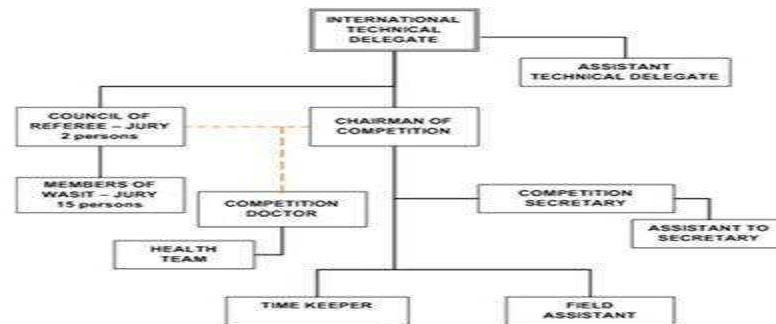 INTERNATIONAL
TECHNICAL
DELEGATE
ASSISTANT
TECHNICAL DELEGATE
COUNCIL OF
REFEREE – JURY
2 persons
CHAIRMAN OF
COMPETITION
MEMBERS OF
WASIT – JURY
15 persons
COMPETITION
DOCTOR
COMPETITION
SECRETARY
HEALTH
TEAM
ASSISTANT TO
SECRETARY
TIME KEEPER
FIELD
ASSISTANT